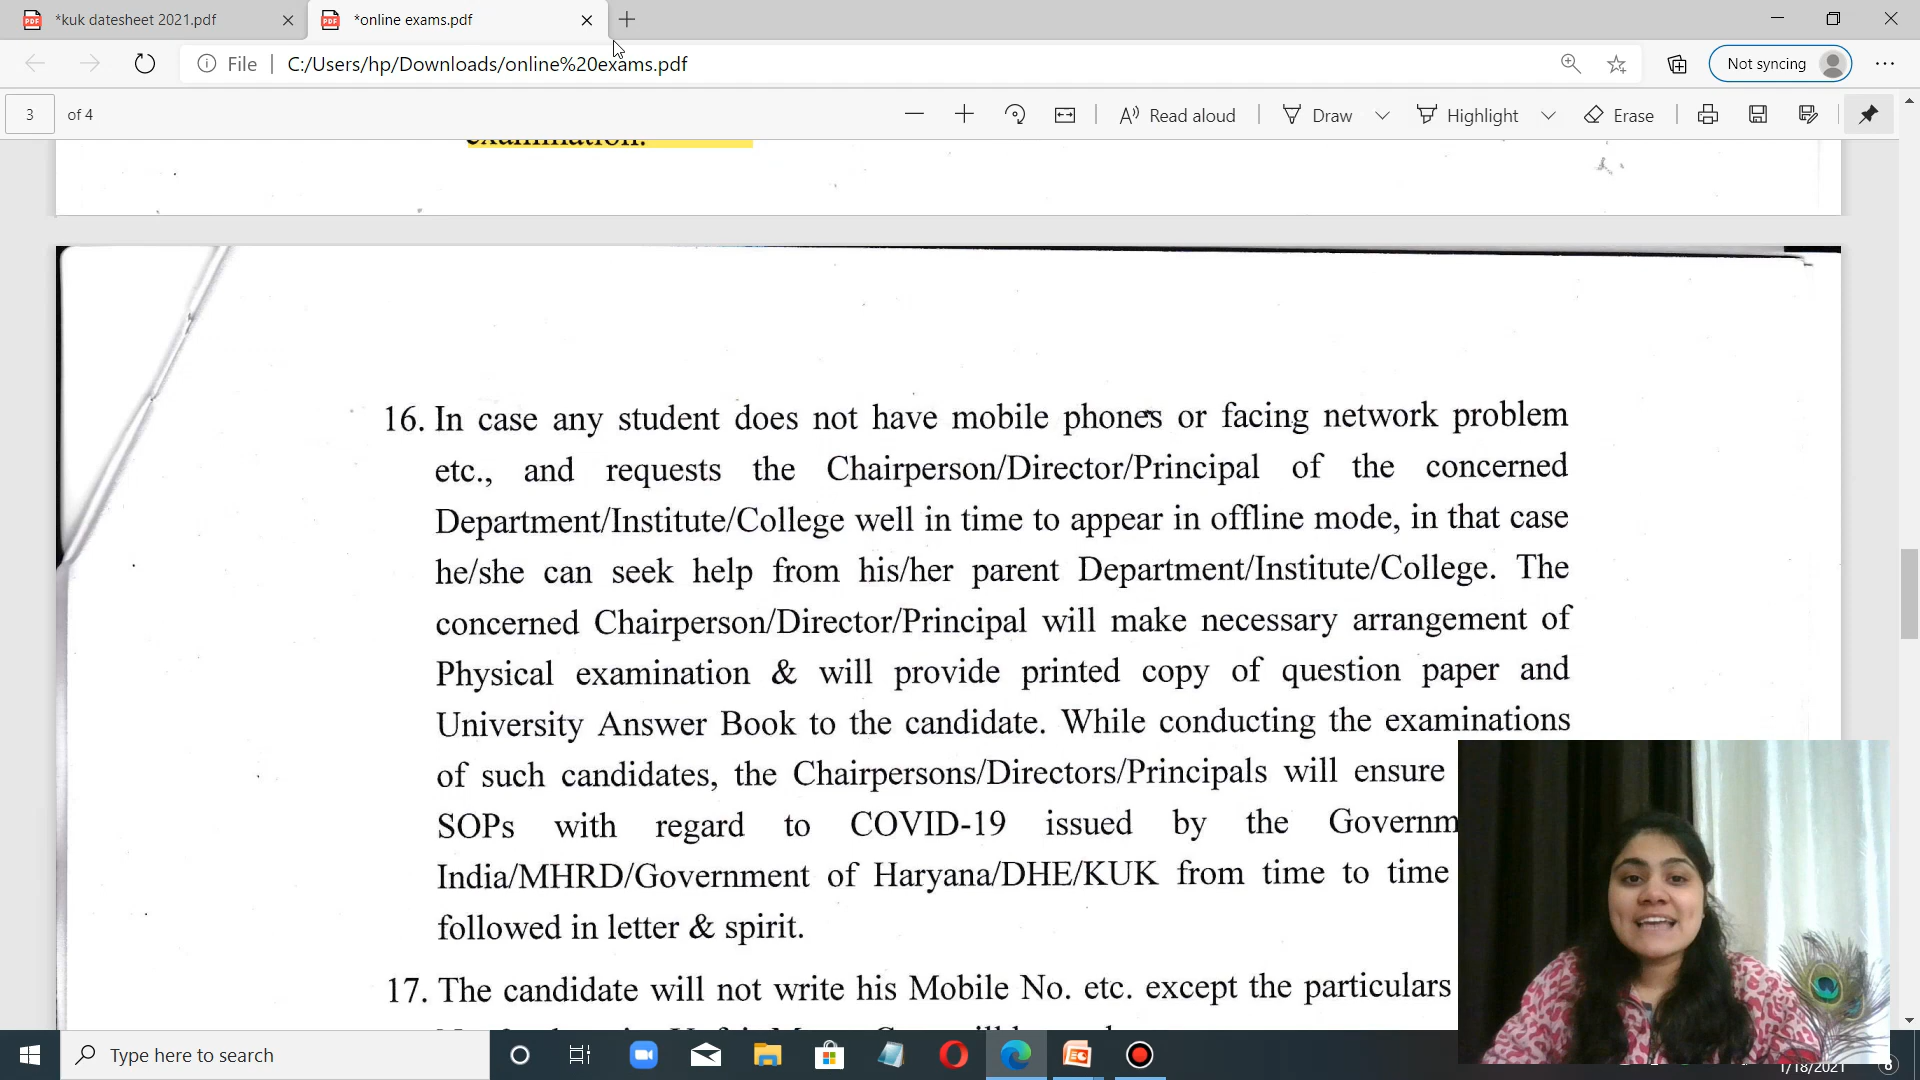 *kuk datesheet 2021.pdf
*online exams.pdf
File
C:/Users/hp/Downloads/online%20exams.pdf
Not syncing
3 of 4
Read aloud
Draw
Highlight
Erase
examination.
16. In case any student does not have mobile phones or facing network problem
etc., and requests the Chairperson/Director/Principal of the concerned
Department/Institute/College well in time to appear in offline mode, in that case
he/she can seek help from his/her parent Department/Institute/College. The
concerned Chairperson/Director/Principal will make necessary arrangement of
Physical examination & will provide printed copy of question paper and
University Answer Book to the candidate. While conducting the examinations
of such candidates, the Chairpersons/Directors/Principals will ensure
SOPs with regard to COVID-19 issued by the Governm
India/MHRD/Government of Haryana/DHE/KUK from time to time
followed in letter & spirit.
17. The candidate will not write his Mobile No. etc. except the particulars
Type here to search
1/18/2021